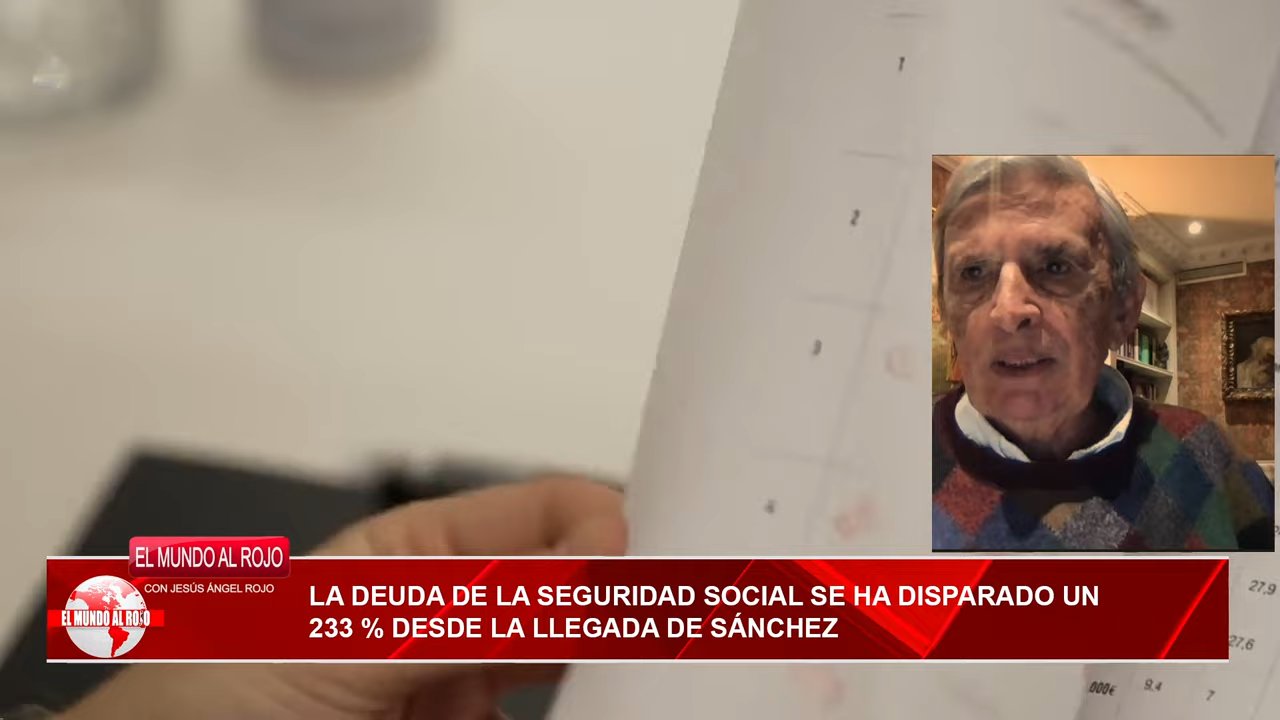 1
2
3
4
EL MUNDO AL ROJO
CON JESÚS ÁNGEL ROJO
EL MUNDO AL ROJO
LA DEUDA DE LA SEGURIDAD SOCIAL SE HA DISPARADO UN
233 % DESDE LA LLEGADA DE SÁNCHEZ
27,9
27,6
.000€ 9,4 7